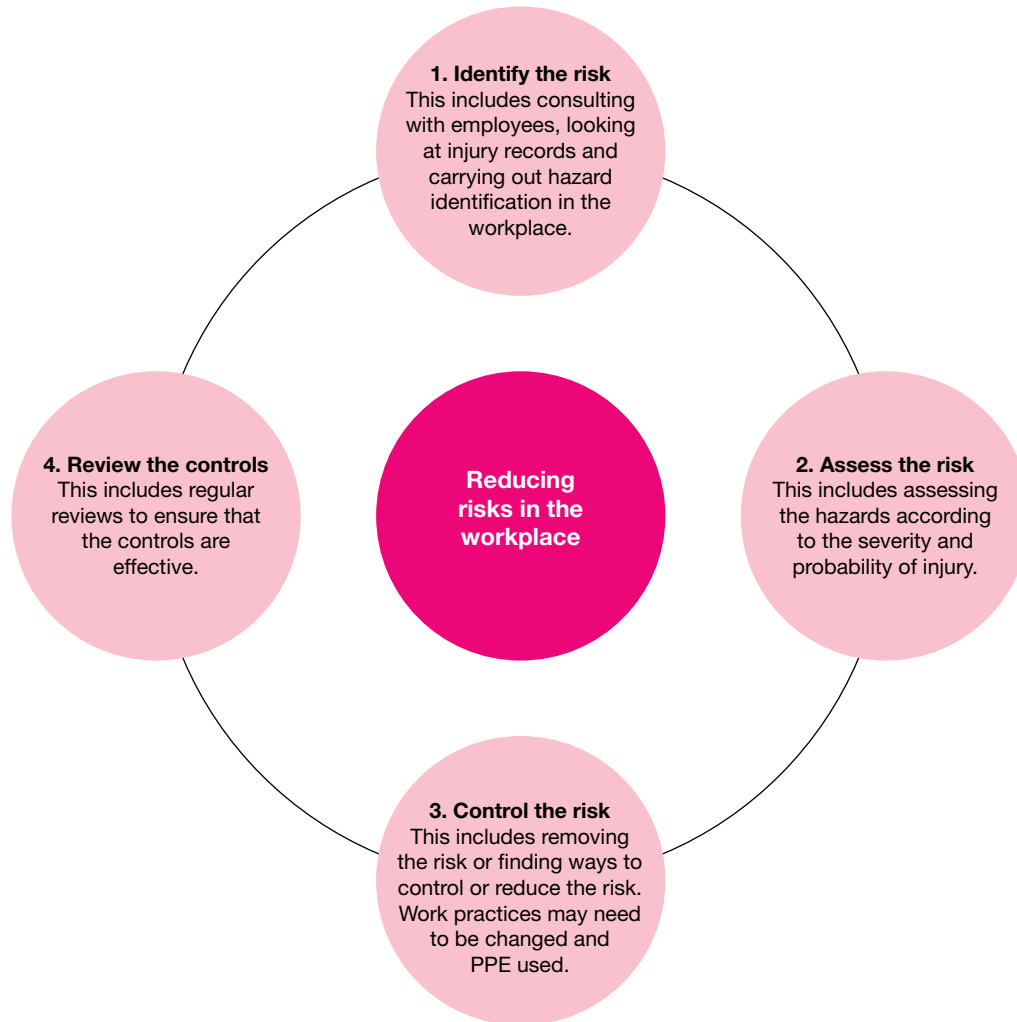 1. Identify the risk
This includes consulting
with employees, looking
at injury records and
carrying out hazard
identification in the
workplace.
4. Review the controls
This includes regular
reviews to ensure that
the controls are
effective.
Reducing
risks in the
workplace
2. Assess the risk
This includes assessing
the hazards according
to the severity and
probability of injury.
3. Control the risk
This includes removing
the risk or finding ways to
control or reduce the risk.
Work practices may need
to be changed and
PPE used.